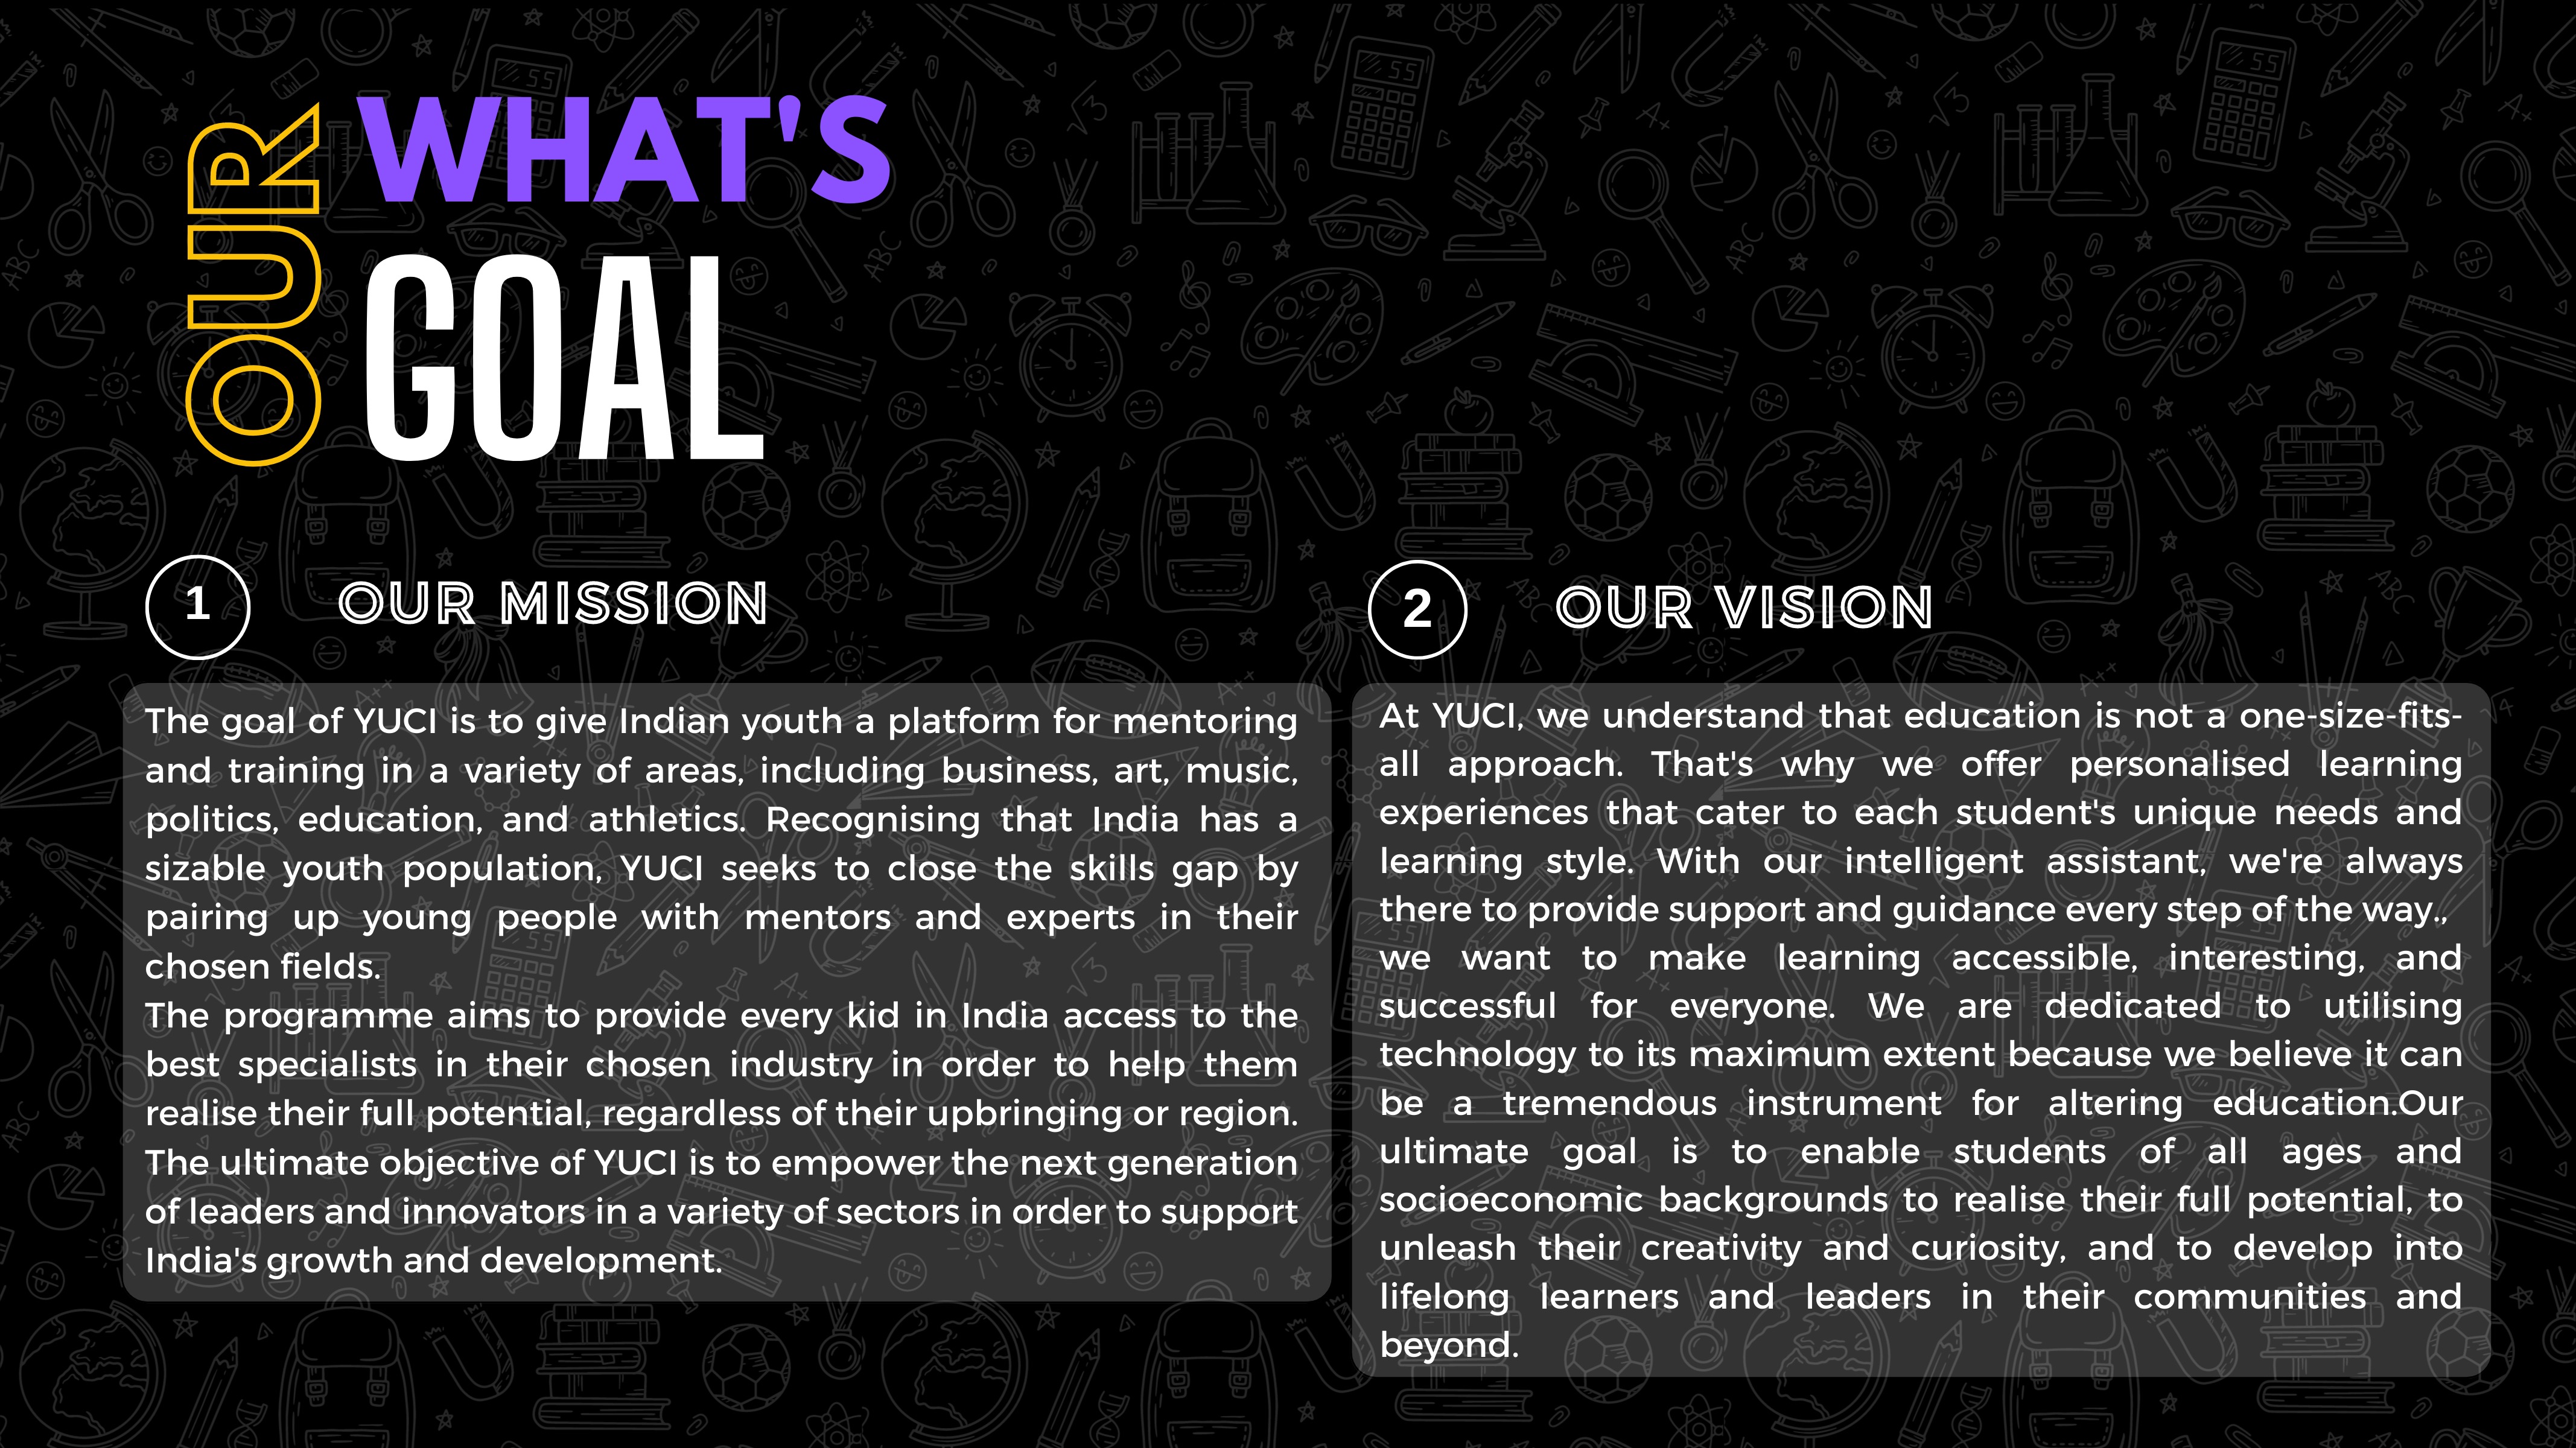 WHAT'S
OUR
GOAL
1
OUR MISSION
The goal of YUCI is to give Indian youth a platform for mentoring
and training in a variety of areas, including business, art, music,
politics, education, and athletics. Recognising that India has a
sizable youth population, YUCI seeks to close the skills gap by
pairing up young people with mentors and experts in their
chosen fields.
The programme aims to provide every kid in India access to the
best specialists in their chosen industry in order to help them
realise their full potential, regardless of their upbringing or region.
The ultimate objective of YUCI is to empower the next generation
of leaders and innovators in a variety of sectors in order to support
India's growth and development.
2
OUR VISION
At YUCI, we understand that education is not a one-size-fits-
all approach. That's why we offer personalised learning
experiences that cater to each student's unique needs and
learning style. With our intelligent assistant, we're always
there to provide support and guidance every step of the way.,
we want to make learning accessible, interesting, and
successful for everyone. We are dedicated to utilising
technology to its maximum extent because we believe it can
be a tremendous instrument for altering education.Our
ultimate goal is to enable students of all ages and
socioeconomic backgrounds to realise their full potential, to
unleash their creativity and curiosity, and to develop into
lifelong learners and leaders in their communities and
beyond.